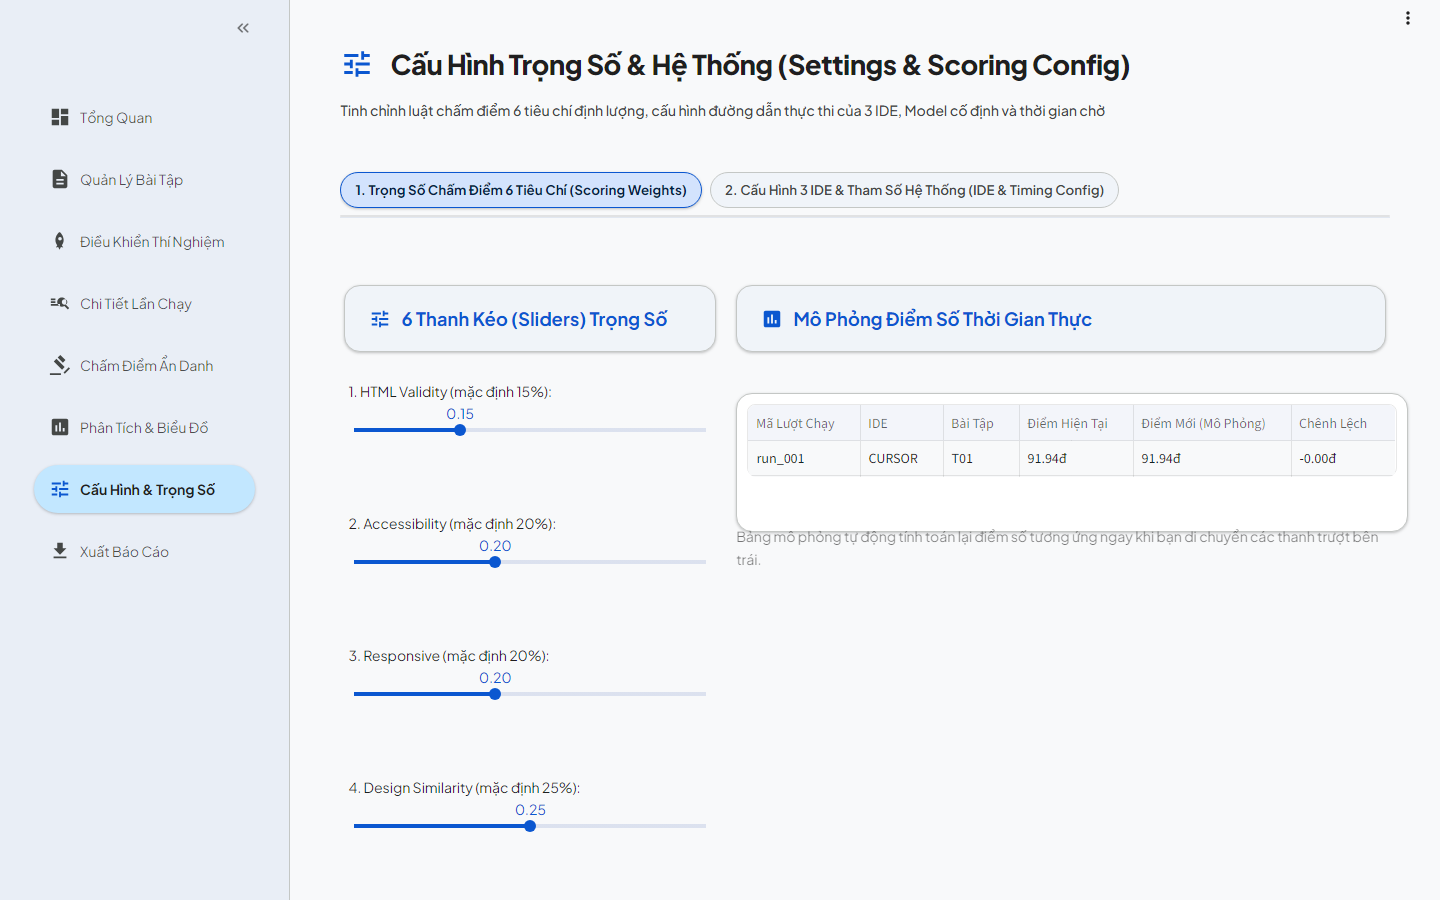 Tổng Quan
Quản Lý Bài Tập
Điều Khiển Thí Nghiệm
Chi Tiết Lần Chạy
Chấm Điểm Ẩn Danh
Phân Tích & Biểu Đồ
Cấu Hình & Trọng Số
Xuất Báo Cáo
Cấu Hình Trọng Số & Hệ Thống (Settings & Scoring Config)
Tinh chỉnh luật chấm điểm 6 tiêu chí định lượng, cấu hình đường dẫn thực thi của 3 IDE, Model cố định và thời gian chờ
1. Trọng Số Chấm Điểm 6 Tiêu Chí (Scoring Weights)
2. Cấu Hình 3 IDE & Tham Số Hệ Thống (IDE & Timing Config)
6 Thanh Kéo (Sliders) Trọng Số
1. HTML Validity (mặc định 15%):
0.15
2. Accessibility (mặc định 20%):
0.20
3. Responsive (mặc định 20%):
0.20
4. Design Similarity (mặc định 25%):
0.25
Mô Phỏng Điểm Số Thời Gian Thực
Mã Lượt Chạy IDE Bài Tập Điểm Hiện Tại Điểm Mới (Mô Phỏng) Chênh Lệch
run_001 CURSOR T01 91.94đ 91.94đ -0.00đ
Bảng mô phỏng tự động tính toán lại điểm số tương ứng ngay khi bạn di chuyển các thanh trượt bên
trái.